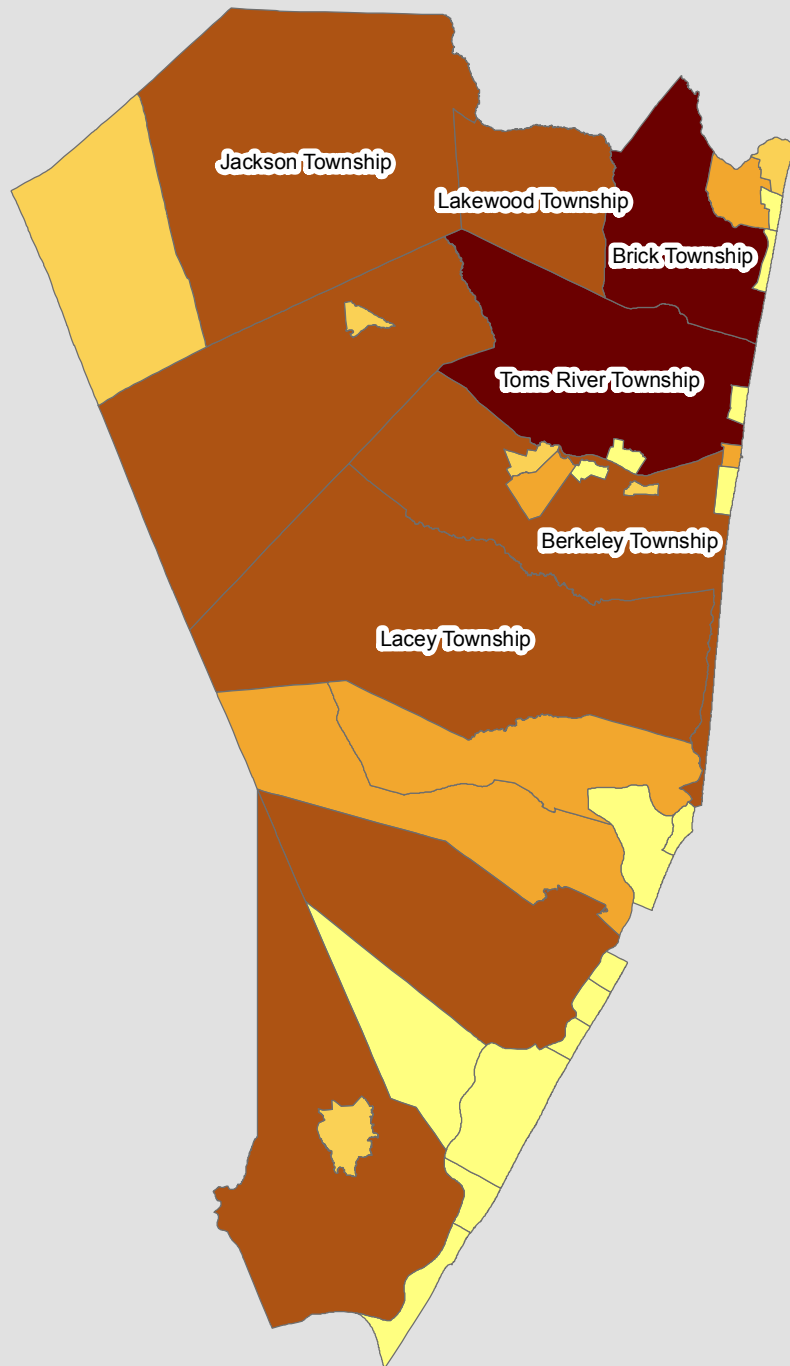 Jackson Township
Lakewood Township
Brick Township
Toms River Township
Berkeley Township
Lacey Township